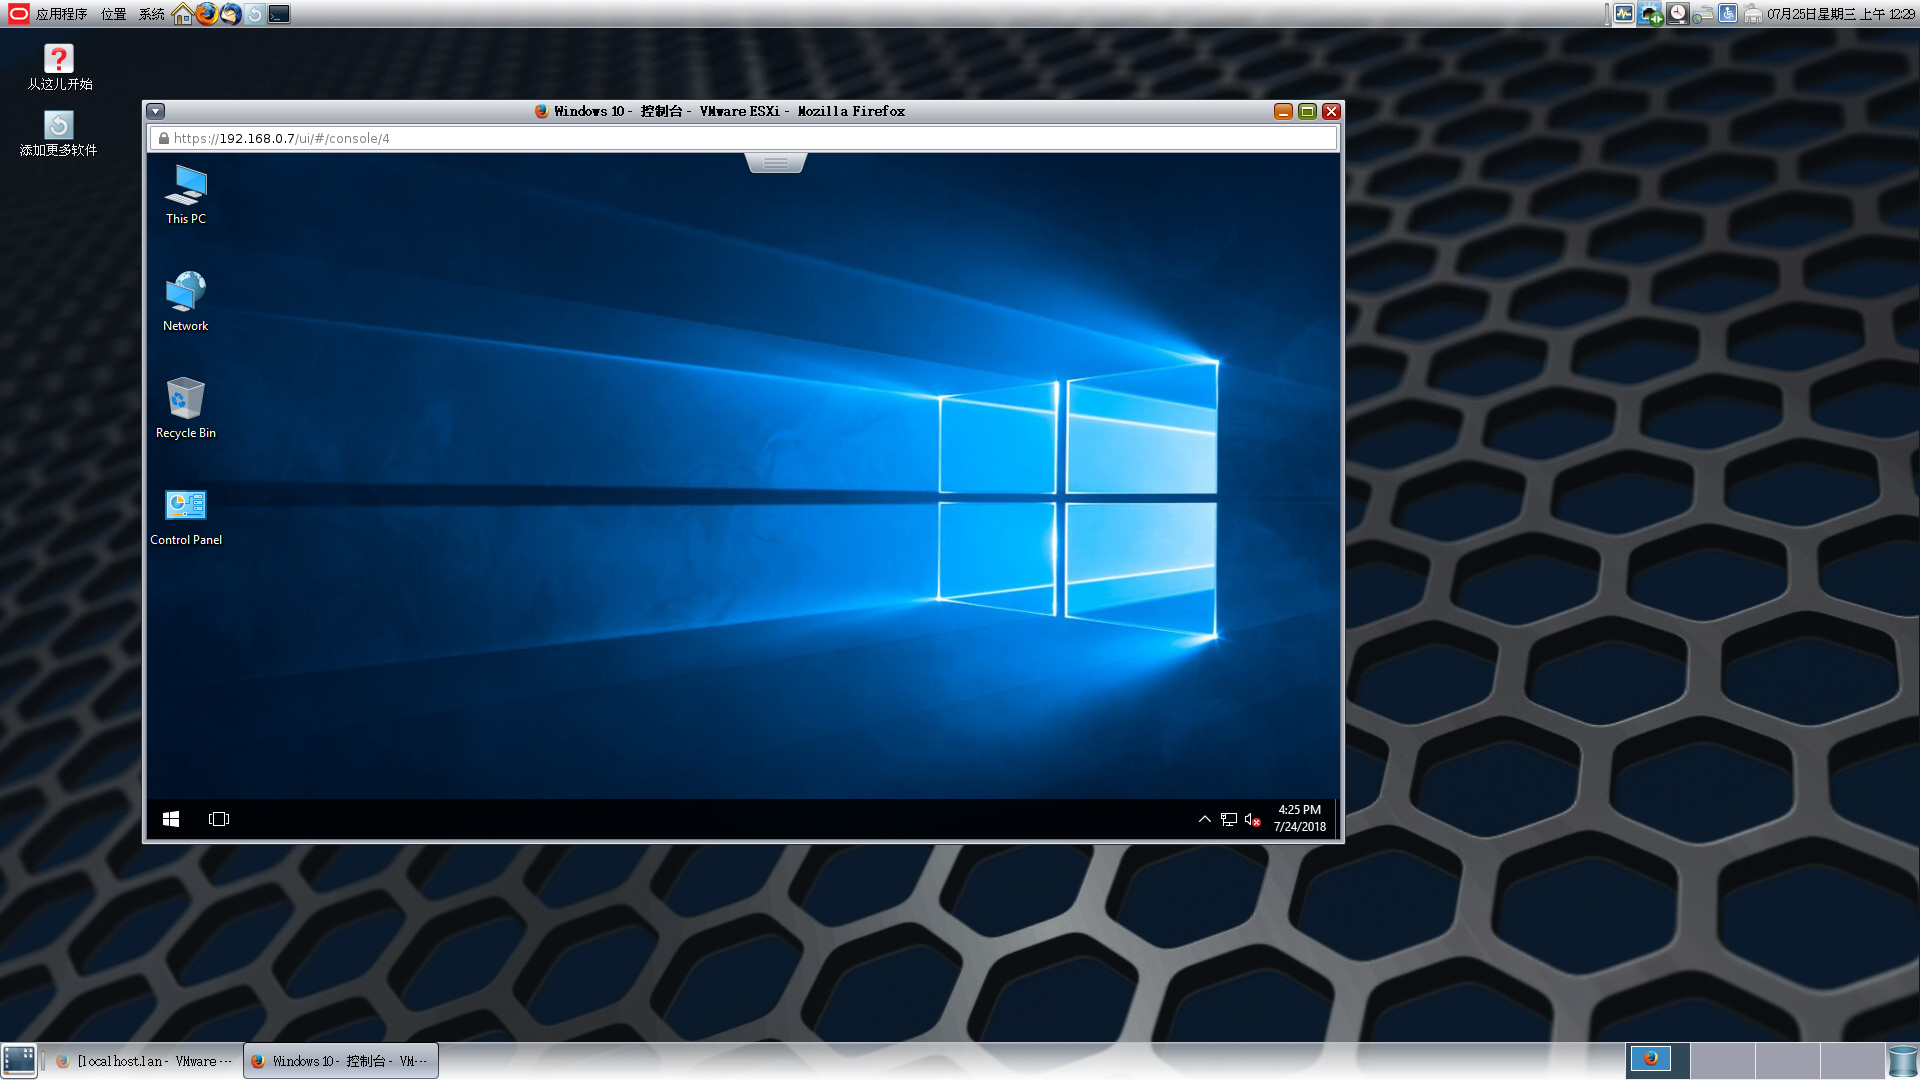 应用程序 位置 系统
07月25日星期三 上午 12:29
从这儿开始
添加更多软件
Windows 10 - 控制台 - VMware ESXi - Mozilla Firefox
https://192.168.0.7/ui/#/console/4
This PC
Network
Recycle Bin
Control Panel
4:25 PM
7/24/2018
[localhost.lan - VMware ···
Windows 10 - 控制台 - VM···